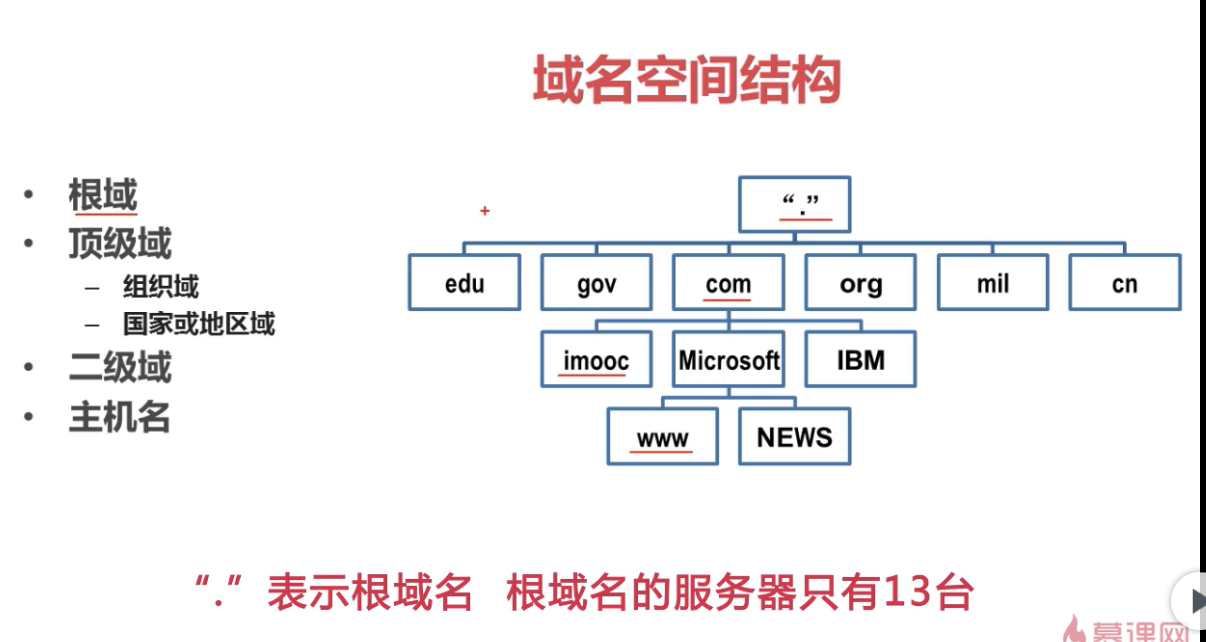 域名空间结构
• 根域
• 顶级域
– 组织域
– 国家或地区域
• 二级域
• 主机名
“.”
edu gov com org mil cn
imooc Microsoft IBM
www NEWS
“.”表示根域名 根域名的服务器只有13台
慕课网